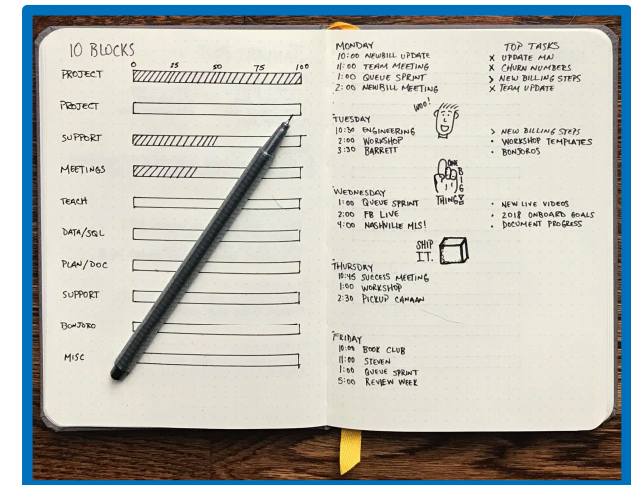 10 BLOCKS
0 25 50 75 100
PROJECT
PROJECT
SUPPORT
MEETINGS
TEACH
DATA/SQL
PLAN/DOC
SUPPORT
BONJORO
MISC
MONDAY
10:00 NEWBILL UPDATE
11:00 TEAM MEETING
1:00 QUEUE SPRINT
2:00 NEWBILL MEETING
WOO!
TUESDAY
10:30 ENGINEERING
2:00 WORKSHOP
3:30 BARRETT
ONE
BIG
THING
WEDNESDAY
1:00 QUEUE SPRINT
2:00 FB LIVE
4:00 NASHVILLE MLS!
SHIP
IT.
THURSDAY
10:45 SUCCESS MEETING
1:00 WORKSHOP
2:30 PICKUP CANAAN
FRIDAY
10:00 BOOK CLUB
11:00 STEVEN
1:00 QUEUE SPRINT
5:00 REVIEW WEEK
TOP TASKS
X UPDATE MN
X CHURN NUMBERS
> NEW BILLING STEPS
X TEAM UPDATE
> NEW BILLING STEPS
• WORKSHOP TEMPLATES
• BONJOROS
• NEW LIVE VIDEOS
• 2018 ONBOARD GOALS
• DOCUMENT PROGRESS